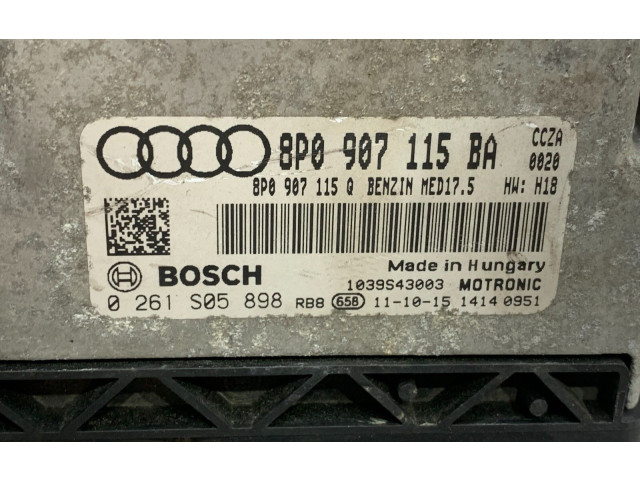 8P0 907 115 BA CCZA
0020
8P0 907 115 Q BENZIN MED17.5 HW: H18
BOSCH Made in Hungary
1039S43003 MOTRONIC
0 261 S05 898 RB8 658 11-10-15 1414 0951